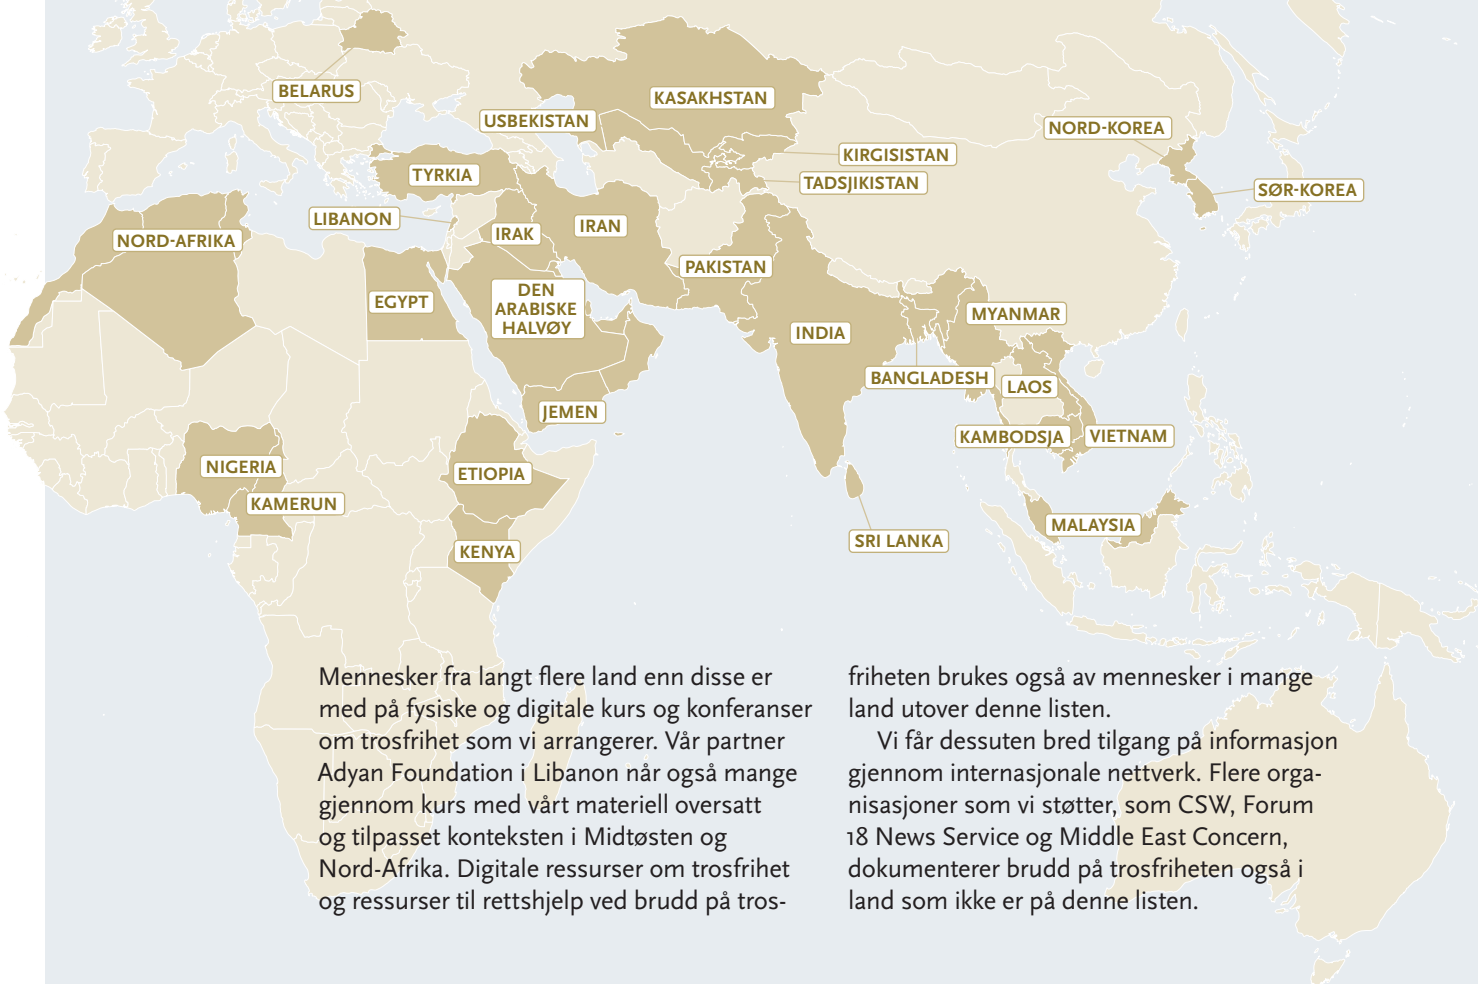 BELARUS
KASAKHSTAN
USBEKISTAN
NORD-KOREA
KIRGISISTAN
TYRKIA
TADSJIKISTAN
SØR-KOREA
LIBANON
NORD-AFRIKA
IRAK
IRAN
PAKISTAN
EGYPT
DEN
ARABISKE
HALVØY
MYANMAR
INDIA
BANGLADESH
LAOS
JEMEN
KAMBODSJA
VIETNAM
NIGERIA
ETIOPIA
KAMERUN
MALAYSIA
SRI LANKA
KENYA
Mennesker fra langt flere land enn disse er
med på fysiske og digitale kurs og konferanser
om trosfrihet som vi arrangerer. Vår partner
Adyan Foundation i Libanon når også mange
gjennom kurs med vårt materiell oversatt
og tilpasset konteksten i Midtøsten og
Nord-Afrika. Digitale ressurser om trosfrihet
og ressurser til rettshjelp ved brudd på tros-
friheten brukes også av mennesker i mange
land utover denne listen.
Vi får dessuten bred tilgang på informasjon
gjennom internasjonale nettverk. Flere orga-
nisasjoner som vi støtter, som CSW, Forum
18 News Service og Middle East Concern,
dokumenterer brudd på trosfriheten også i
land som ikke er på denne listen.